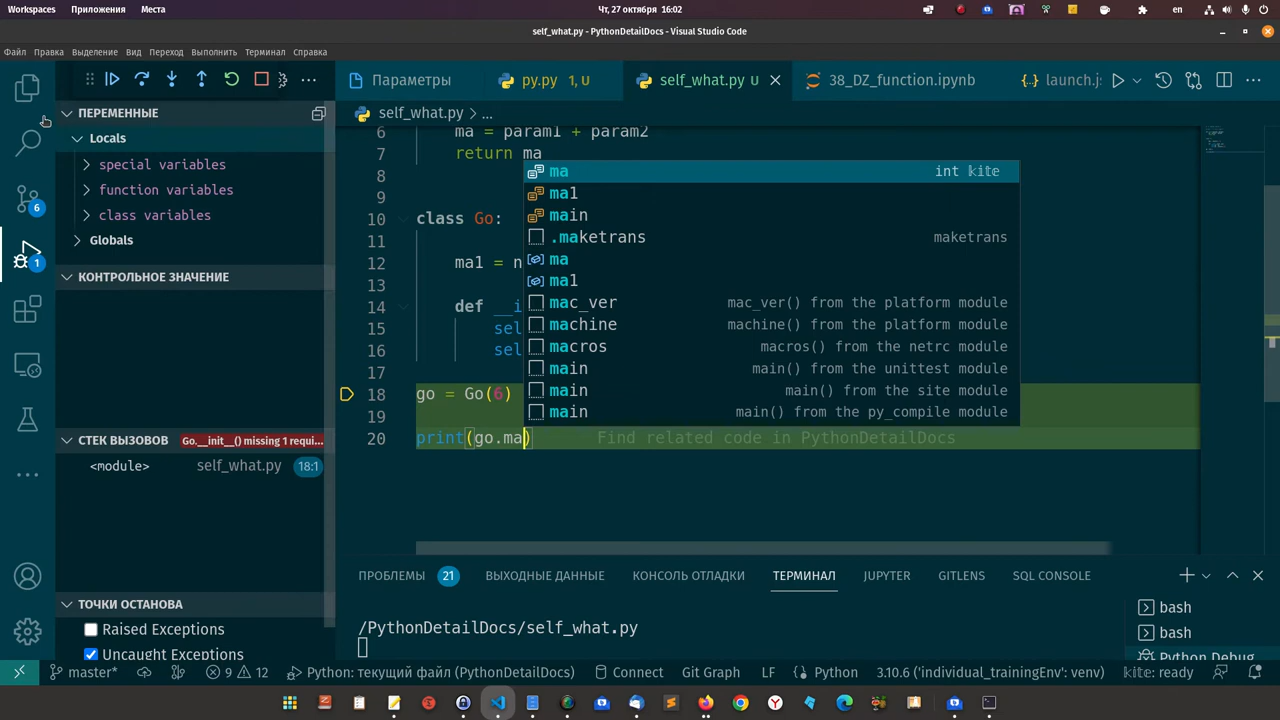 Workspaces Приложения Места Чт, 27 октября 16:02 en
self_what.py - PythonDetailDocs - Visual Studio Code
Файл Правка Выделение Вид Переход Выполнить Терминал Справка
Параметры py.py 1, U self_what.py U 38_DZ_function.ipynb launch.js
ПЕРЕМЕННЫЕ
self_what.py > ...
Locals
special variables
function variables
class variables
Globals
КОНТРОЛЬНОЕ ЗНАЧЕНИЕ
СТЕК ВЫЗОВОВ Go.__init__() missing 1 requi...
<module> self_what.py 18:1
ТОЧКИ ОСТАНОВА
Raised Exceptions
Uncaught Exceptions
6
1
6 ma = param1 + param2
7 return ma
8
9
10 class Go:
11
12 ma1 = n
13
14 def __i
15 sel
16 sel
17
18 go = Go(6)
19
20 print(go.ma) Find related code in PythonDetailDocs
ma int kite
ma1
main
.maketrans maketrans
ma
ma1
mac_ver mac_ver() from the platform module
machine machine() from the platform module
macros macros() from the netrc module
main main() from the unittest module
main main() from the site module
main main() from the py_compile module
ПРОБЛЕМЫ 21 ВЫХОДНЫЕ ДАННЫЕ КОНСОЛЬ ОТЛАДКИ ТЕРМИНАЛ JUPYTER GITLENS SQL CONSOLE
/PythonDetailDocs/self_what.py
bash
bash
Python Debug
master* 9 12 Python: текущий файл (PythonDetailDocs) Connect Git Graph LF Python 3.10.6 ('individual_trainingEnv': venv) kite: ready